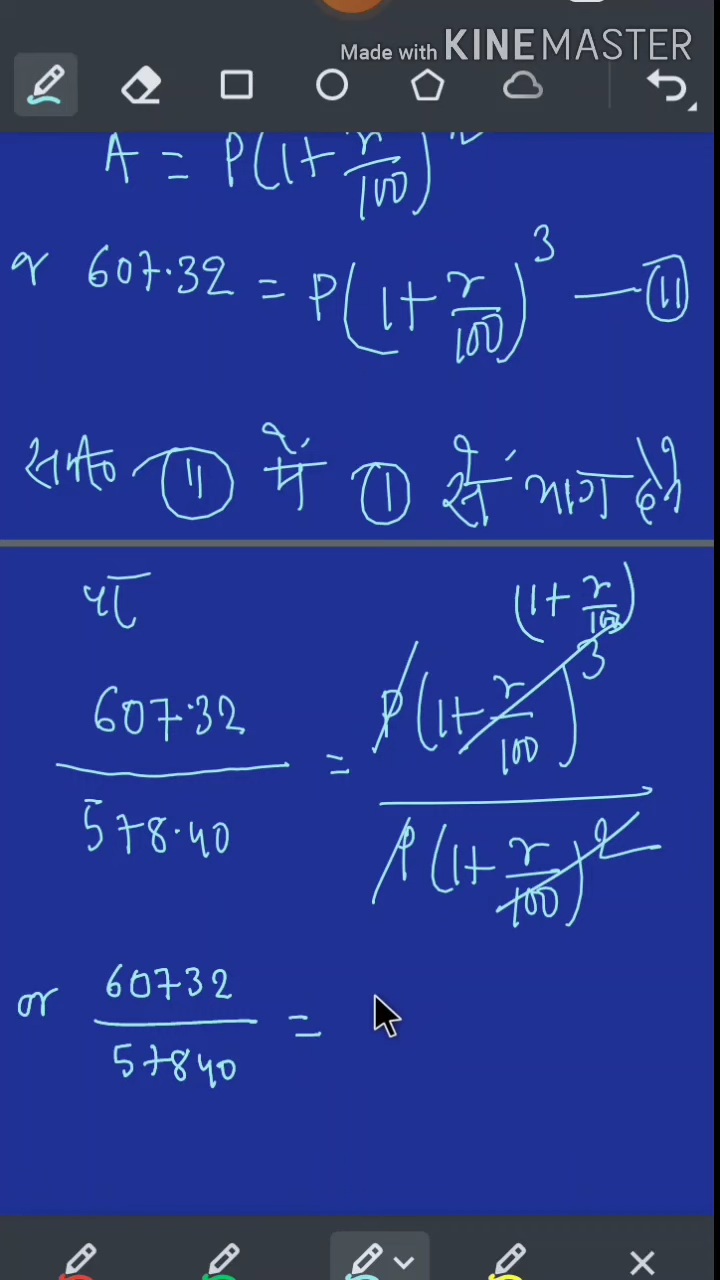 Made with KINEMASTER
A = P(1+r/100)^n
or 607.32 = P(1+r/100)^3 — (II)
समी० (II) में (I) से भाग देने
पर
607.32/578.40 = P(1+r/100)^3/P(1+r/100)^2 (1+r/100)
or 60732/57840 =